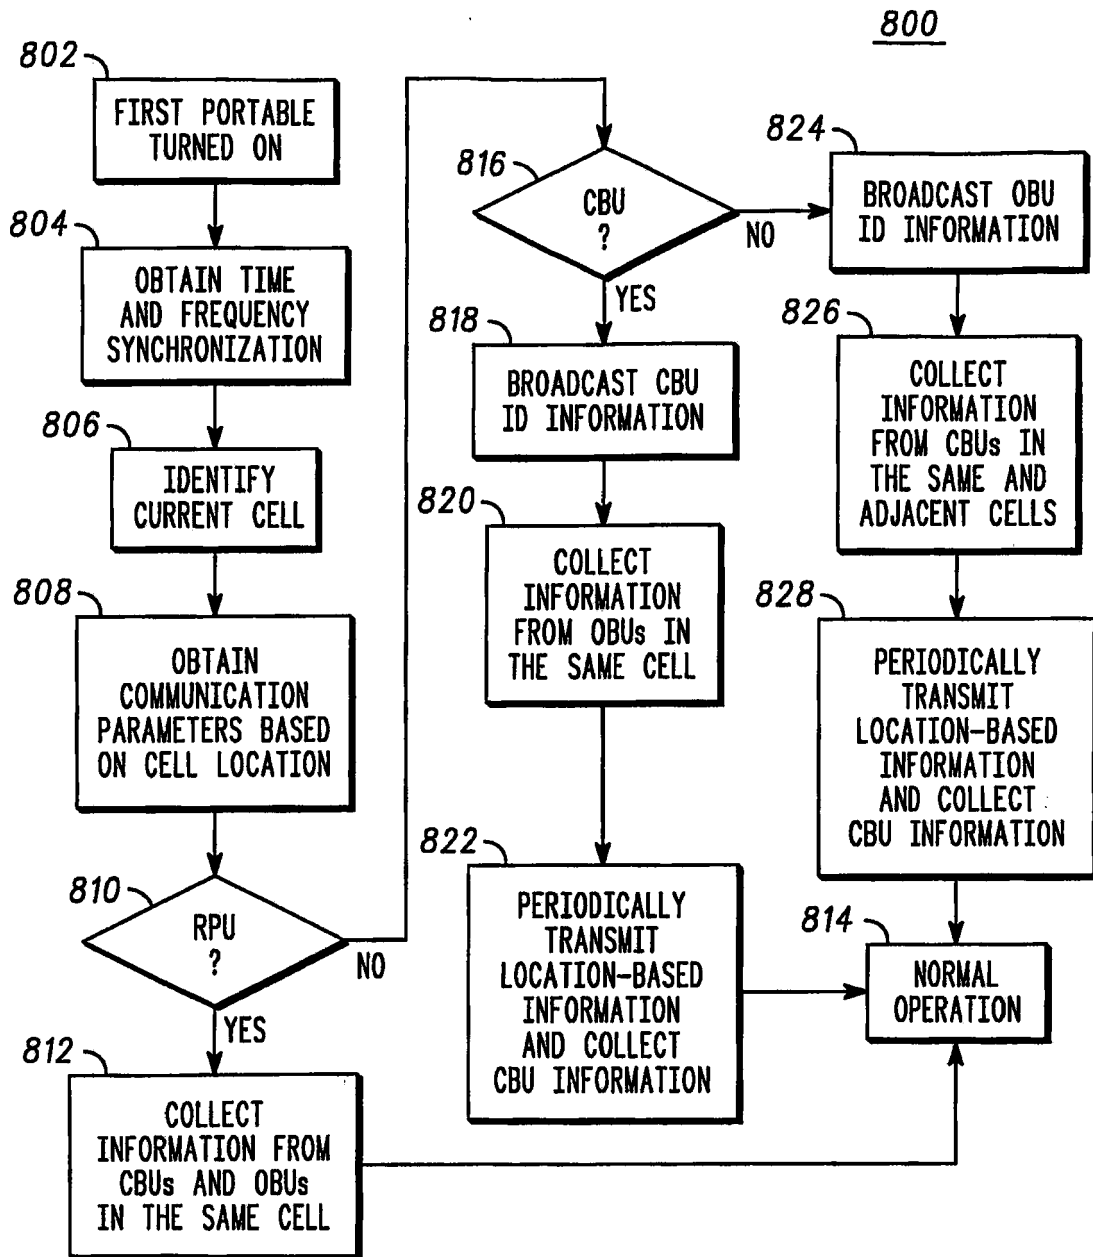 800
802
FIRST PORTABLE
TURNED ON
804
OBTAIN TIME
AND FREQUENCY
SYNCHRONIZATION
806
IDENTIFY
CURRENT CELL
808
OBTAIN
COMMUNICATION
PARAMETERS BASED
ON CELL LOCATION
810
RPU
?
NO
YES
812
COLLECT
INFORMATION FROM
CBUs AND OBUs
IN THE SAME CELL
816
CBU
?
NO
YES
818
BROADCAST CBU
ID INFORMATION
820
COLLECT
INFORMATION
FROM OBUs IN
THE SAME CELL
822
PERIODICALLY
TRANSMIT
LOCATION-BASED
INFORMATION
AND COLLECT
CBU INFORMATION
824
BROADCAST OBU
ID INFORMATION
826
COLLECT
INFORMATION
FROM CBUs IN
THE SAME AND
ADJACENT CELLS
828
PERIODICALLY
TRANSMIT
LOCATION-BASED
INFORMATION
AND COLLECT
CBU INFORMATION
814
NORMAL
OPERATION